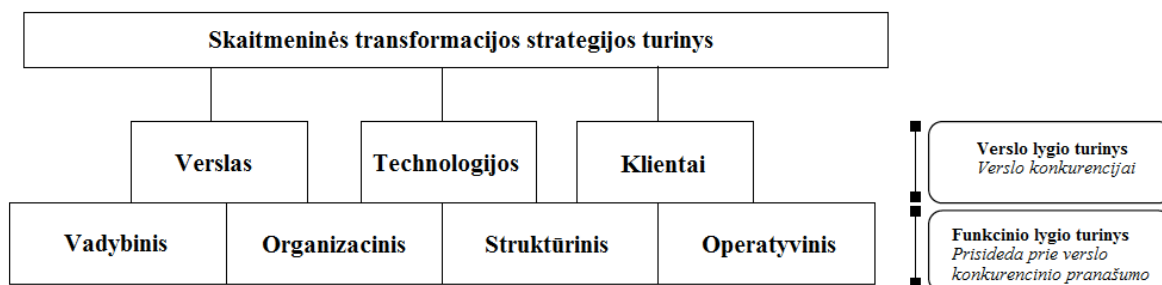 Skaitmeninės transformacijos strategijos turinys
Verslas
Technologijos
Klientai
Verslo lygio turinys
Verslo konkurencijai
Vadybinis
Organizacinis
Struktūrinis
Operatyvinis
Funkcinio lygio turinys
Prisideda prie verslo
konkurencinio pranašumo